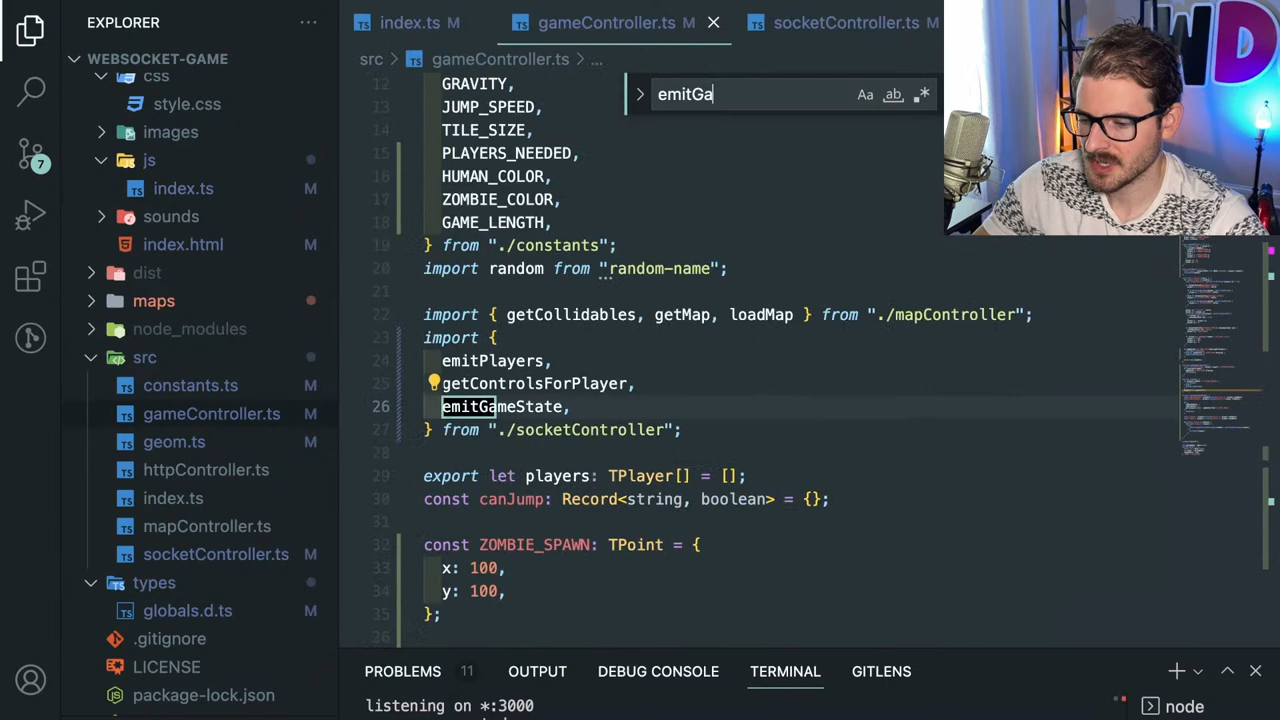 EXPLORER
WEBSOCKET-GAME
css
style.css
images
js
index.ts M
sounds
index.html M
dist
maps
node_modules
src
constants.ts M
gameController.ts M
geom.ts M
httpController.ts
index.ts
mapController.ts
socketController.ts M
types
globals.d.ts M
.gitignore
LICENSE
package-lock.json
7
index.ts M
gameController.ts M
socketController.ts M
src > gameController.ts > ...
emitGa
Aa ab
12 GRAVITY,
13 JUMP_SPEED,
14 TILE_SIZE,
15 PLAYERS_NEEDED,
16 HUMAN_COLOR,
17 ZOMBIE_COLOR,
18 GAME_LENGTH,
19 } from "./constants";
20 import random from "random-name";
21
22 import { getCollidables, getMap, loadMap } from "./mapController";
23 import {
24 emitPlayers,
25 getControlsForPlayer,
26 emitGameState,
27 } from "./socketController";
28
29 export let players: TPlayer[] = [];
30 const canJump: Record<string, boolean> = {};
31
32 const ZOMBIE_SPAWN: TPoint = {
33 x: 100,
34 y: 100,
35 };
36
PROBLEMS 11 OUTPUT DEBUG CONSOLE TERMINAL GITLENS
listening on *:3000
node
WD